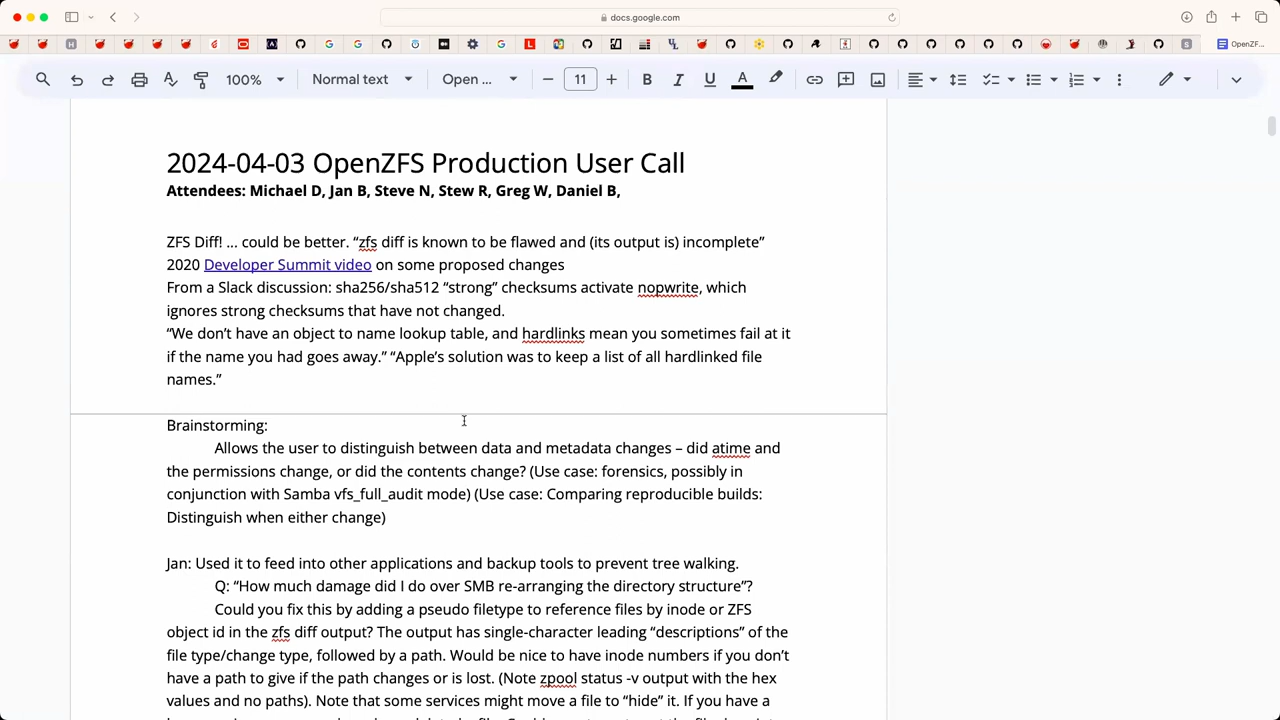 docs.google.com
OpenZF...
100%
Normal text
Open ...
11
2024-04-03 OpenZFS Production User Call
Attendees: Michael D, Jan B, Steve N, Stew R, Greg W, Daniel B,
ZFS Diff! ... could be better. “zfs diff is known to be flawed and (its output is) incomplete”
2020 Developer Summit video on some proposed changes
From a Slack discussion: sha256/sha512 “strong” checksums activate nopwrite, which
ignores strong checksums that have not changed.
“We don’t have an object to name lookup table, and hardlinks mean you sometimes fail at it
if the name you had goes away.” “Apple’s solution was to keep a list of all hardlinked file
names.”
Brainstorming:
Allows the user to distinguish between data and metadata changes – did atime and
the permissions change, or did the contents change? (Use case: forensics, possibly in
conjunction with Samba vfs_full_audit mode) (Use case: Comparing reproducible builds:
Distinguish when either change)
Jan: Used it to feed into other applications and backup tools to prevent tree walking.
Q: “How much damage did I do over SMB re-arranging the directory structure”?
Could you fix this by adding a pseudo filetype to reference files by inode or ZFS
object id in the zfs diff output? The output has single-character leading “descriptions” of the
file type/change type, followed by a path. Would be nice to have inode numbers if you don’t
have a path to give if the path changes or is lost. (Note zpool status -v output with the hex
values and no paths). Note that some services might move a file to “hide” it. If you have a